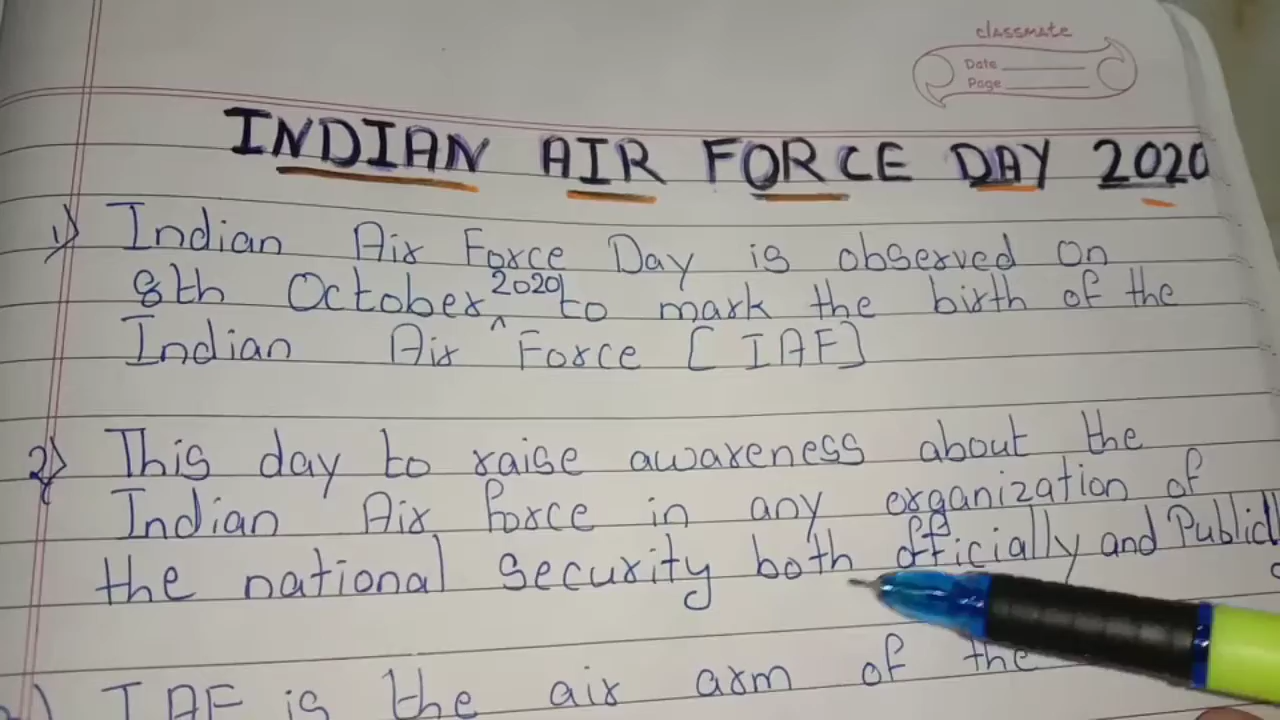 classmate
Date
Page
INDIAN AIR FORCE DAY 2020
1) Indian Air Force Day is observed on
8th October 2020 to mark the birth of the
Indian Air Force [IAF]
2) This day to raise awareness about the
Indian Air Force in any organization of
the national security both officially and Publicl
IAF is the air arm of the